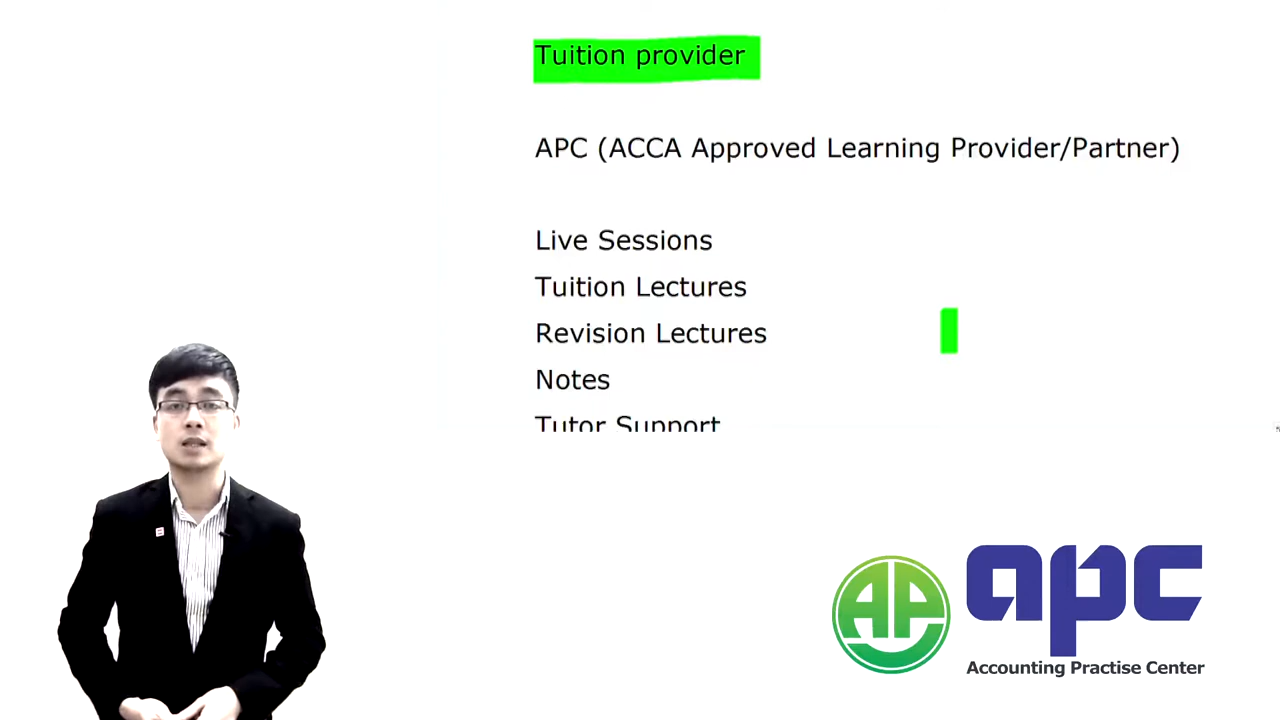 Tuition provider
APC (ACCA Approved Learning Provider/Partner)
Live Sessions
Tuition Lectures
Revision Lectures
Notes
Tutor Support
AP
apc
Accounting Practise Center